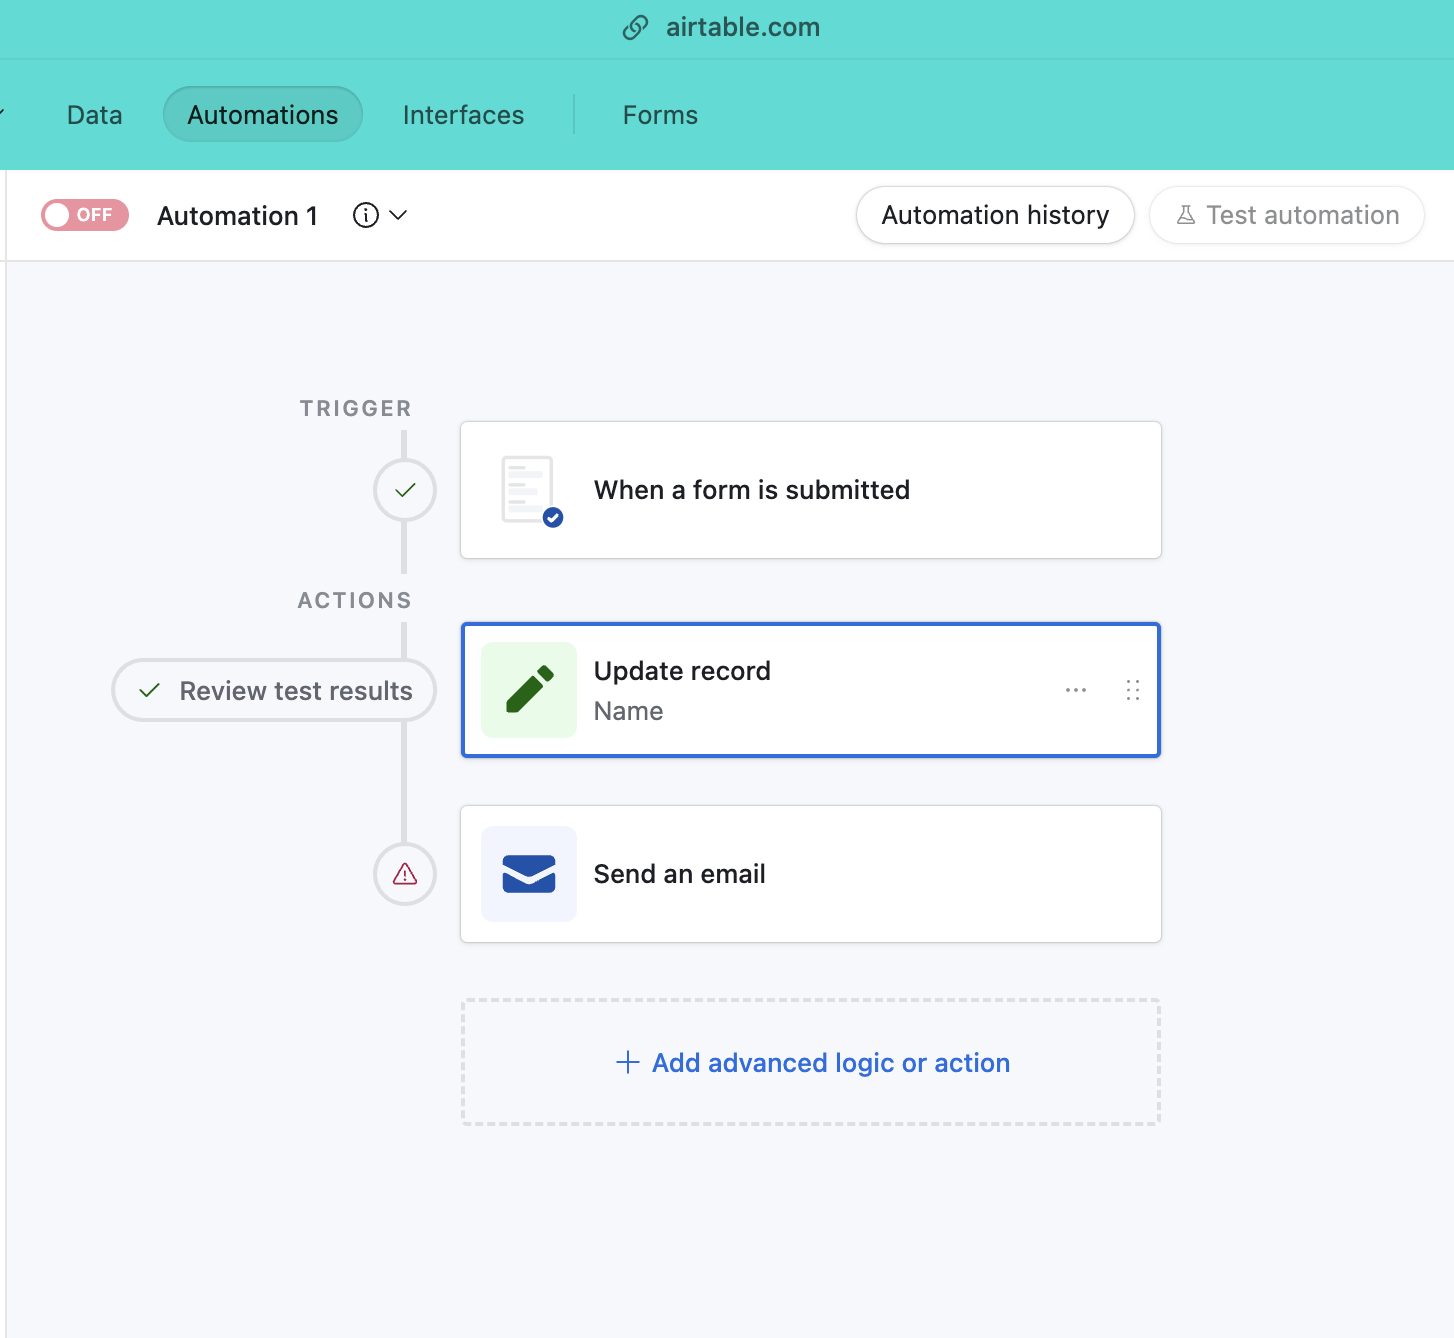 airtable.com
Data
Automations
Interfaces
Forms
OFF
Automation 1
Automation history
Test automation
TRIGGER
When a form is submitted
ACTIONS
Review test results
Update record
Name
Send an email
Add advanced logic or action